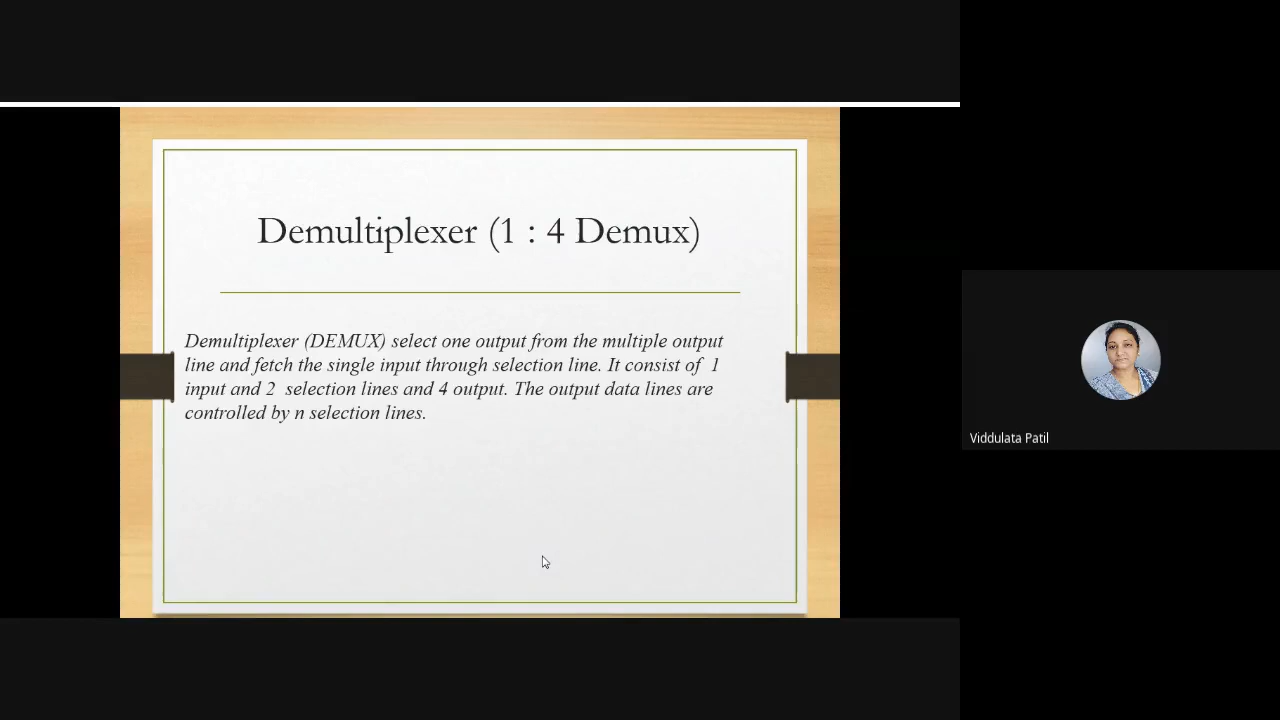 Demultiplexer (1 : 4 Demux)
Demultiplexer (DEMUX) select one output from the multiple output
line and fetch the single input through selection line. It consist of 1
input and 2 selection lines and 4 output. The output data lines are
controlled by n selection lines.
Viddulata Patil